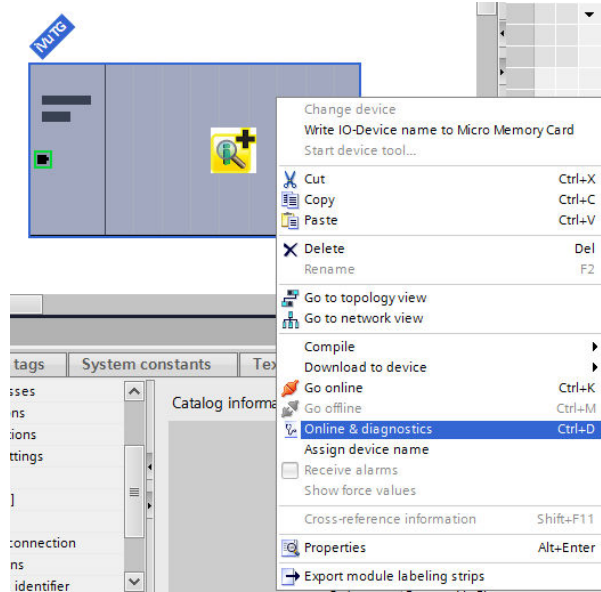 iVu TG
Change device
Write IO-Device name to Micro Memory Card
Start device tool...
Cut Ctrl+X
Copy Ctrl+C
Paste Ctrl+V
Delete Del
Rename F2
Go to topology view
Go to network view
Compile
Download to device
Go online Ctrl+K
Go offline Ctrl+M
Online & diagnostics Ctrl+D
Assign device name
Receive alarms
Show force values
Cross-reference information Shift+F11
Properties Alt+Enter
Export module labeling strips
tags System constants Tex
sses
ns
tions
ttings
]
connection
ns
identifier
Catalog informa